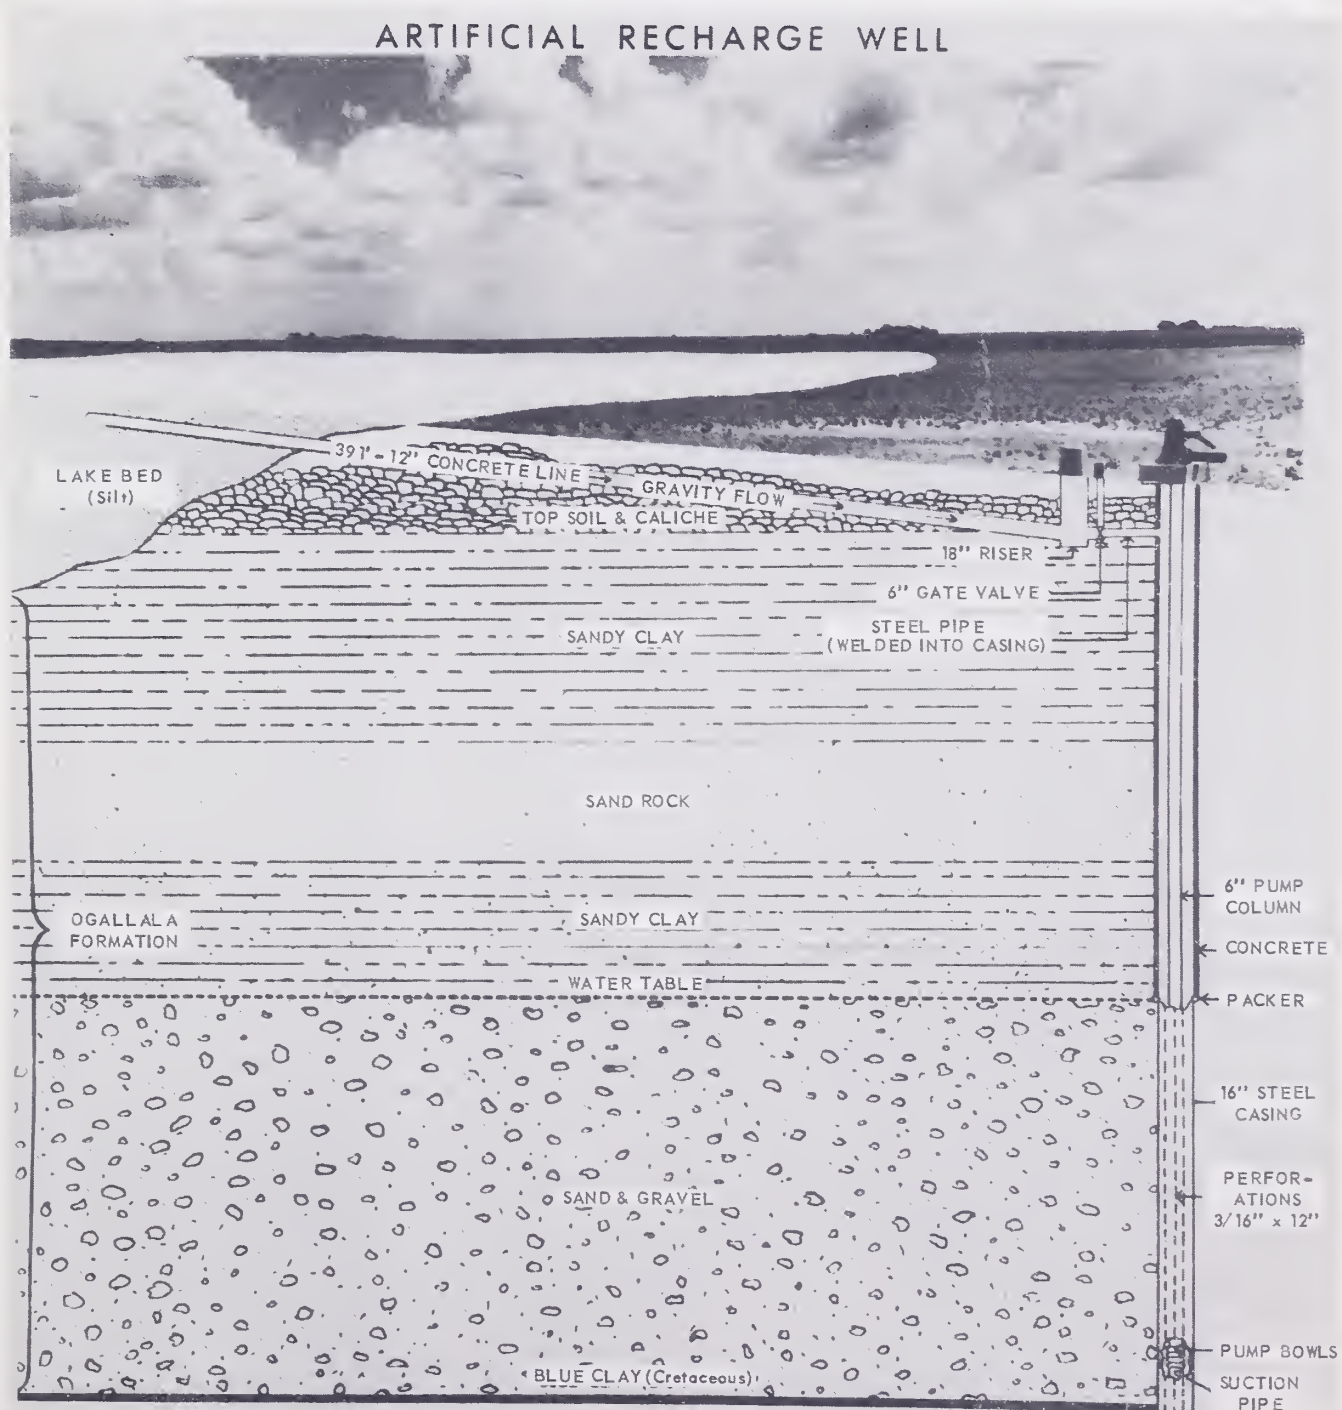 ARTIFICIAL RECHARGE WELL
LAKE BED
(Silt)
391' - 12" CONCRETE LINE
GRAVITY FLOW
TOP SOIL & CALICHE
18" RISER
6" GATE VALVE
STEEL PIPE
(WELDED INTO CASING)
SANDY CLAY
SAND ROCK
6" PUMP
COLUMN
OGALLALA
FORMATION
SANDY CLAY
CONCRETE
WATER TABLE
PACKER
16" STEEL
CASING
SAND & GRAVEL
PERFOR-
ATIONS
3/16" x 12"
PUMP BOWLS
BLUE CLAY (Cretaceous)
SUCTION
PIPE